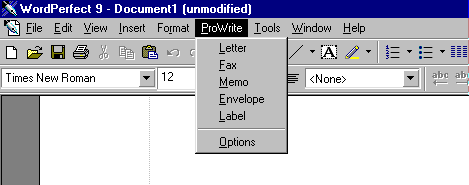 WordPerfect 9 - Document1 (unmodified)
File Edit View Insert Format ProWrite Tools Window Help
Times New Roman 12 <None> abc
Letter
Fax
Memo
Envelope
Label
Options